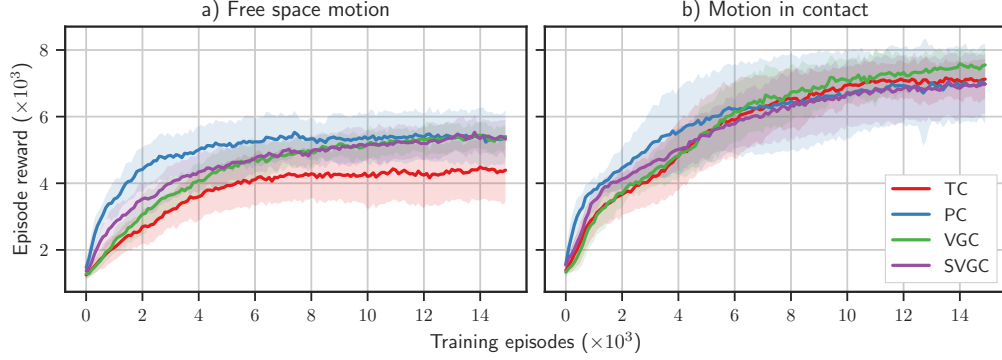 a) Free space motion
b) Motion in contact
Episode reward (×10³)
8
6
4
2
0 2 4 6 8 10 12 14
0 2 4 6 8 10 12 14
TC
PC
VGC
SVGC
Training episodes (×10³)